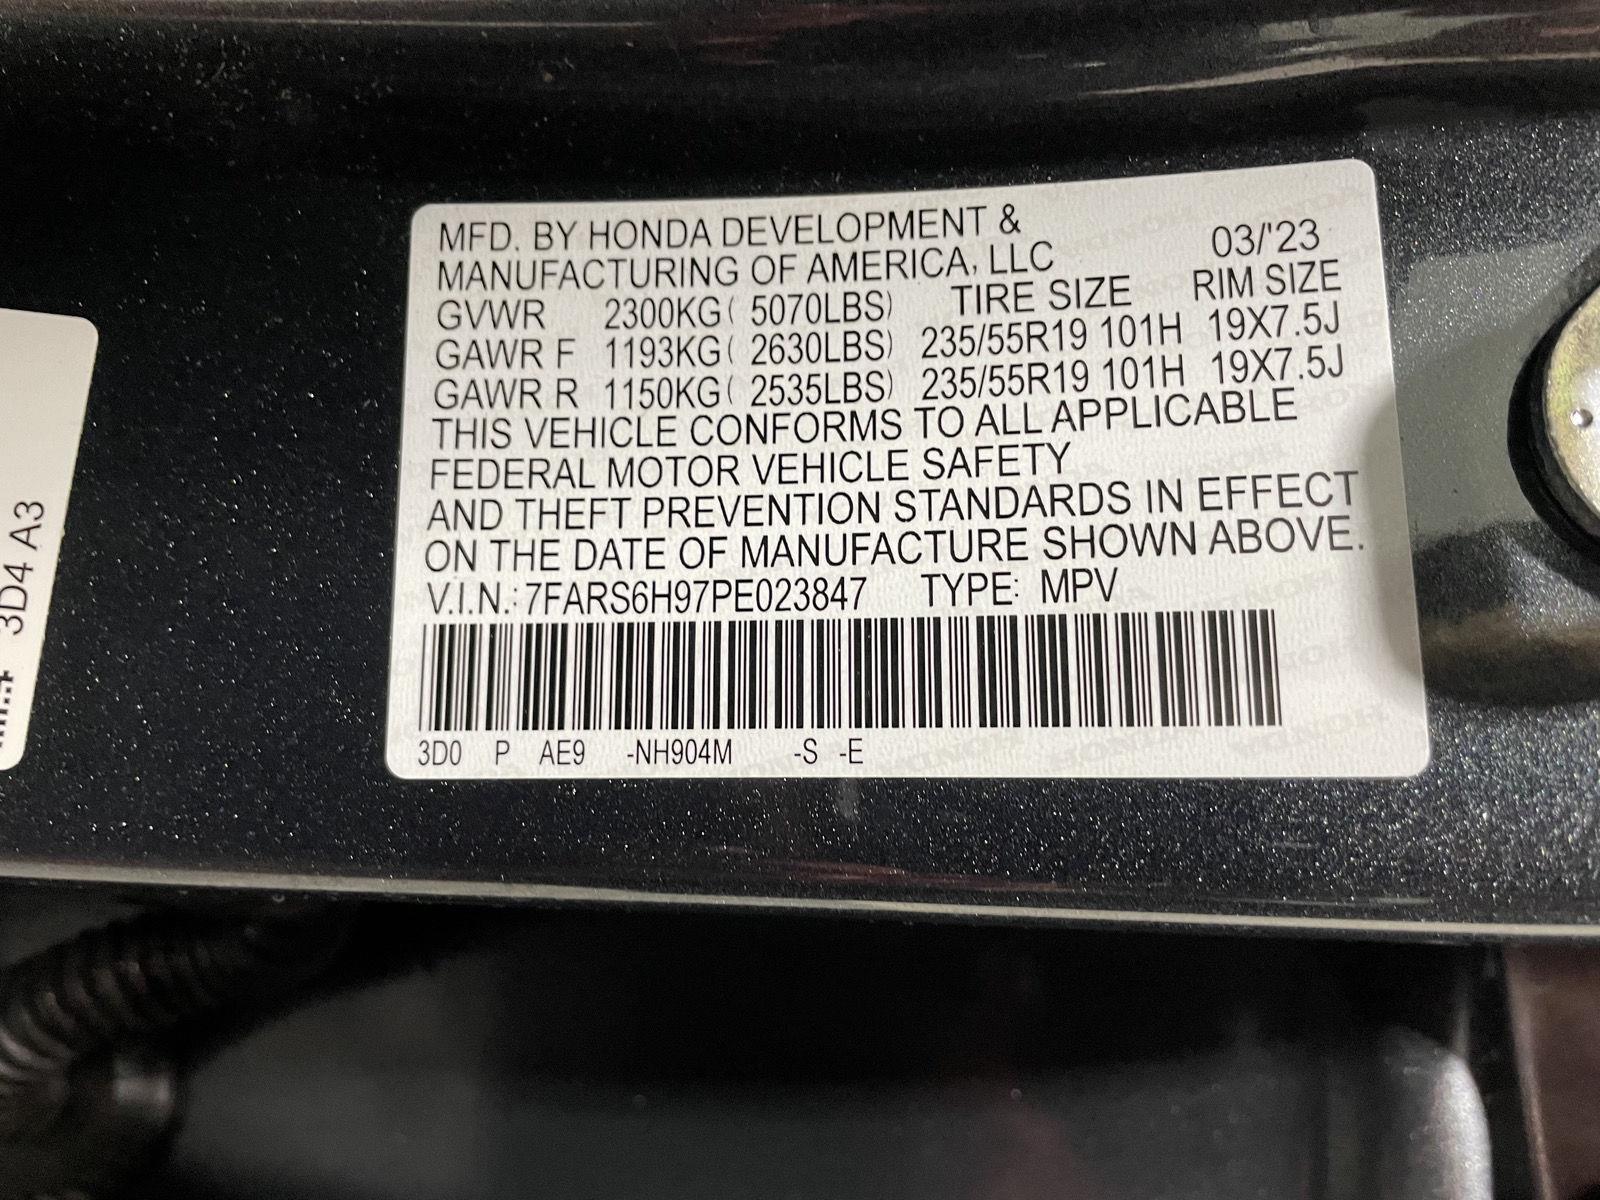 MFD. BY HONDA DEVELOPMENT &
MANUFACTURING OF AMERICA, LLC 03/'23
GVWR 2300KG( 5070LBS) TIRE SIZE RIM SIZE
GAWR F 1193KG( 2630LBS) 235/55R19 101H 19X7.5J
GAWR R 1150KG( 2535LBS) 235/55R19 101H 19X7.5J
THIS VEHICLE CONFORMS TO ALL APPLICABLE
FEDERAL MOTOR VEHICLE SAFETY
AND THEFT PREVENTION STANDARDS IN EFFECT
ON THE DATE OF MANUFACTURE SHOWN ABOVE.
V.I.N.: 7FARS6H97PE023847 TYPE: MPV
3D0 P AE9 -NH904M -S -E
3D4 A3